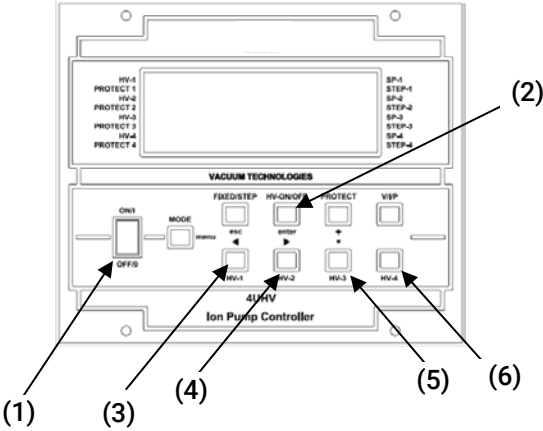 HV-1
PROTECT 1
HV-2
PROTECT 2
HV-3
PROTECT 3
HV-4
PROTECT 4
SP-1
STEP-1
SP-2
STEP-2
SP-3
STEP-3
SP-4
STEP-4
(2)
VACUUM TECHNOLOGIES
FIXED/STEP HV-ON/OFF PROTECT V/I/P
ON/I
MODE
menu
esc enter +
◀ ▶ *
OFF/0
HV-1 HV-2 HV-3 HV-4
4UHV
Ion Pump Controller
(1) (3) (4) (5) (6)